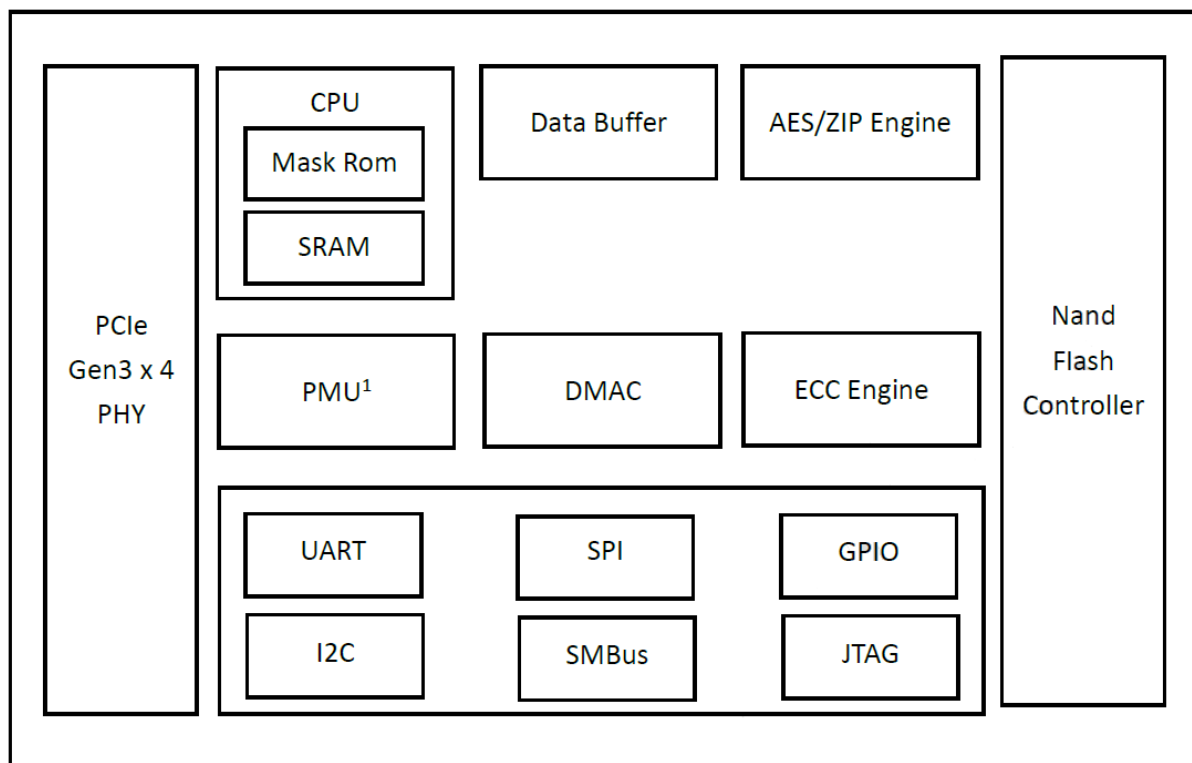 PCIe
Gen3 x 4
PHY
CPU
Mask Rom
SRAM
Data Buffer
AES/ZIP Engine
PMU¹
DMAC
ECC Engine
UART
SPI
GPIO
I2C
SMBus
JTAG
Nand
Flash
Controller